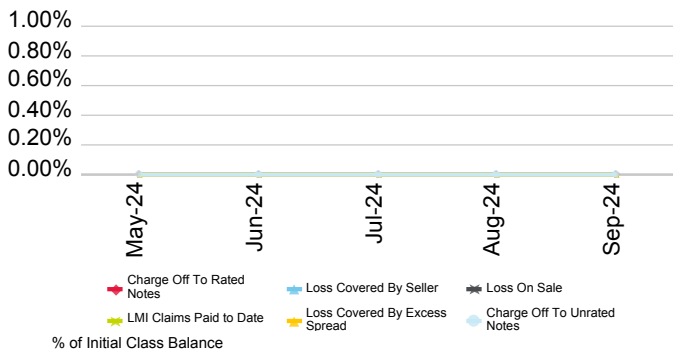 1.00%
0.80%
0.60%
0.40%
0.20%
0.00%
May-24
Jun-24
Jul-24
Aug-24
Sep-24
Charge Off To Rated
Notes
Loss Covered By Seller
Loss On Sale
LMI Claims Paid to Date
Loss Covered By Excess
Spread
Charge Off To Unrated
Notes
% of Initial Class Balance